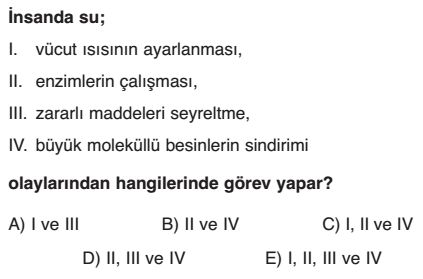 İnsanda su;
I. vücut ısısının ayarlanması,
II. enzimlerin çalışması,
III. zararlı maddeleri seyreltme,
IV. büyük moleküllü besinlerin sindirimi
olaylarından hangilerinde görev yapar?
A) I ve III B) II ve IV C) I, II ve IV
D) II, III ve IV E) I, II, III ve IV